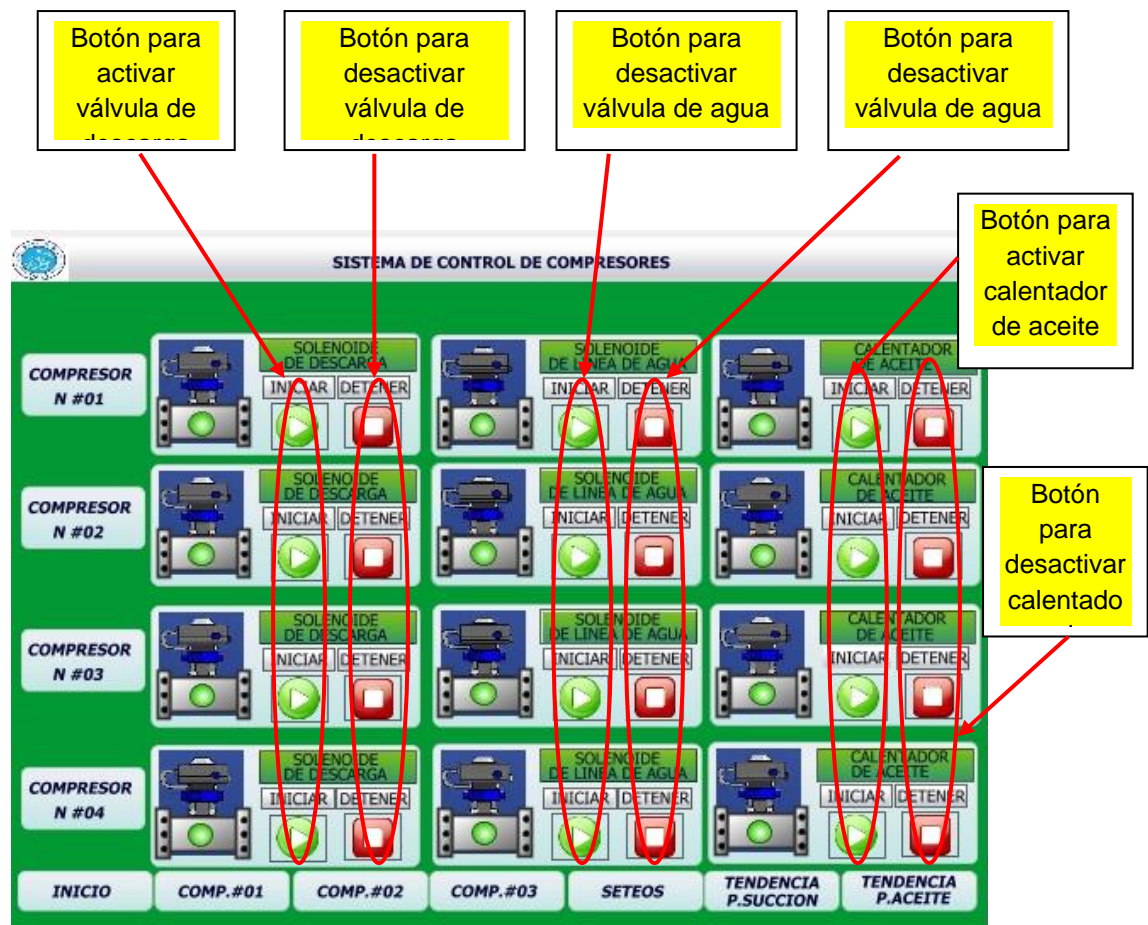 Botón para
activar
válvula de
descarga
Botón para
desactivar
válvula de
descarga
Botón para
desactivar
válvula de agua
Botón para
desactivar
válvula de agua
Botón para
activar
calentador
de aceite
SISTEMA DE CONTROL DE COMPRESORES
COMPRESOR
N #01
SOLENOIDE
DE DESCARGA
INICIAR DETENER
SOLENOIDE
DE LINEA DE AGUA
INICIAR DETENER
CALENTADOR
DE ACEITE
INICIAR DETENER
Botón
para
desactivar
calentado
COMPRESOR
N #02
SOLENOIDE
DE DESCARGA
INICIAR DETENER
SOLENOIDE
DE LINEA DE AGUA
INICIAR DETENER
CALENTADOR
DE ACEITE
INICIAR DETENER
COMPRESOR
N #03
SOLENOIDE
DE DESCARGA
INICIAR DETENER
SOLENOIDE
DE LINEA DE AGUA
INICIAR DETENER
CALENTADOR
DE ACEITE
INICIAR DETENER
COMPRESOR
N #04
SOLENOIDE
DE DESCARGA
INICIAR DETENER
SOLENOIDE
DE LINEA DE AGUA
INICIAR DETENER
CALENTADOR
DE ACEITE
INICIAR DETENER
INICIO
COMP.#01
COMP.#02
COMP.#03
SETEOS
TENDENCIA
P.SUCCION
TENDENCIA
P.ACEITE